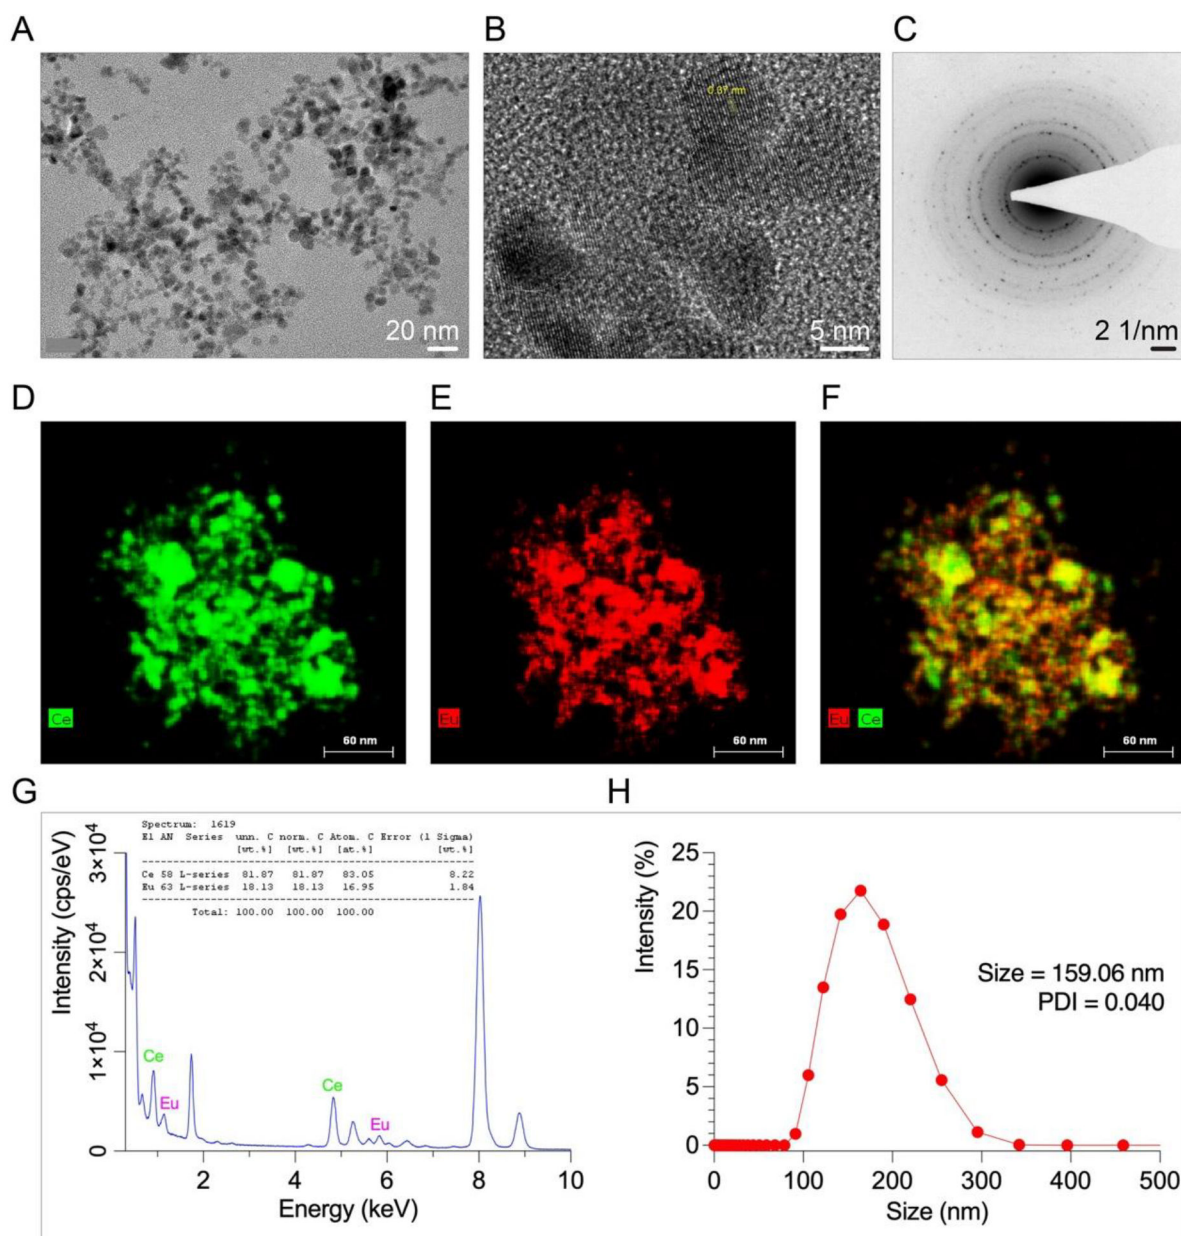 A
B
C
0.37 nm
20 nm
5 nm
2 1/nm
D
E
F
Ce
Eu
Eu Ce
60 nm
60 nm
60 nm
G
H
Spectrum: 1619
El AN Series unn. C norm. C Atom. C Error (1 Sigma)
[wt.%] [wt.%] [at.%] [wt.%]
Ce 58 L-series 81.87 81.87 83.05 8.22
Eu 63 L-series 18.13 18.13 16.95 1.84
Total: 100.00 100.00 100.00
Intensity (cps/eV)
3×10⁴
2×10⁴
1×10⁴
0
Ce
Eu
Ce
Eu
2 4 6 8 10
Energy (keV)
Intensity (%)
25
20
15
10
5
0
Size = 159.06 nm
PDI = 0.040
0 100 200 300 400 500
Size (nm)